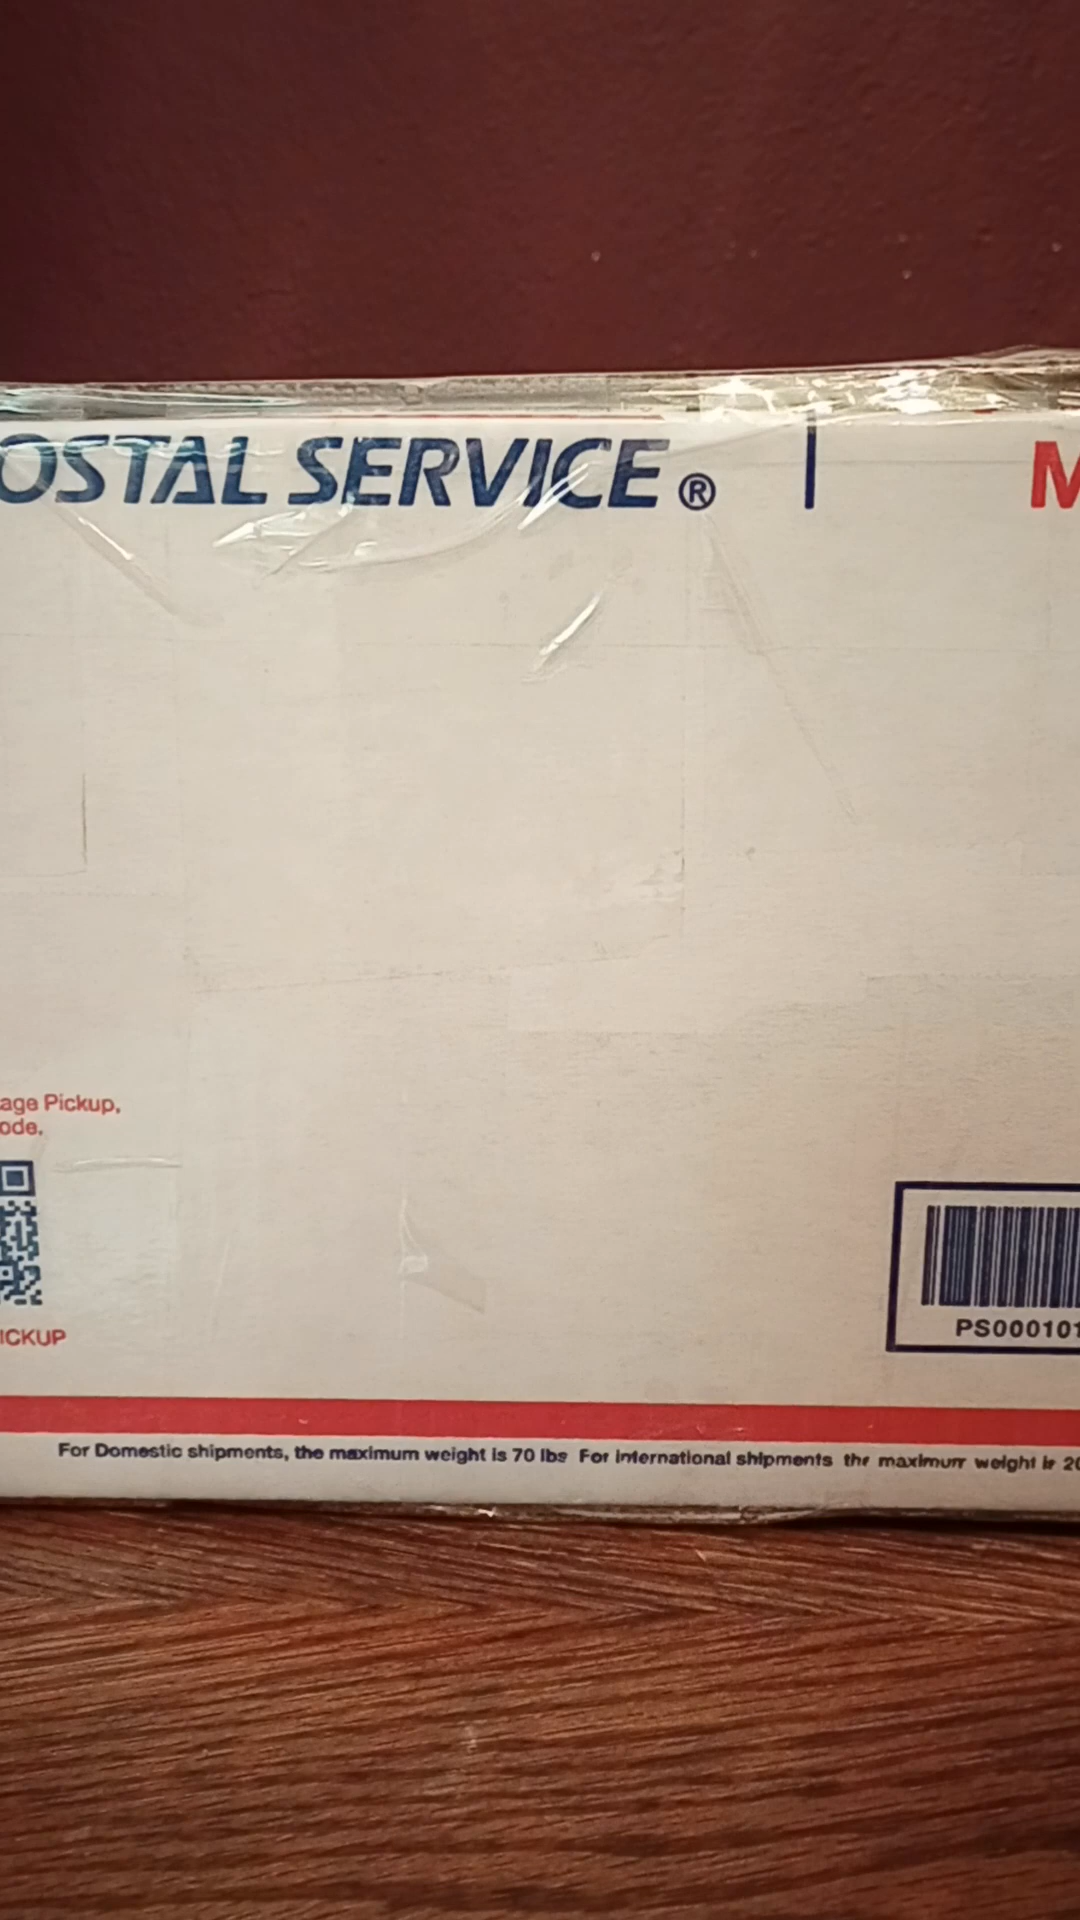 OSTAL SERVICE®
M
age Pickup,
ode.
ICKUP
PS000101
For Domestic shipments, the maximum weight is 70 lbs For international shipments the maximum weight is 20